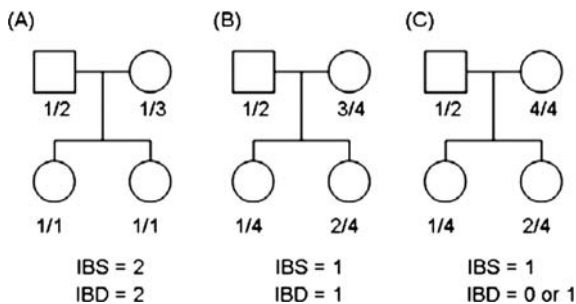 (A) (B) (C)
1/2 1/3 1/2 3/4 1/2 4/4
1/1 1/1 1/4 2/4 1/4 2/4
IBS = 2 IBS = 1 IBS = 1
IBD = 2 IBD = 1 IBD = 0 or 1